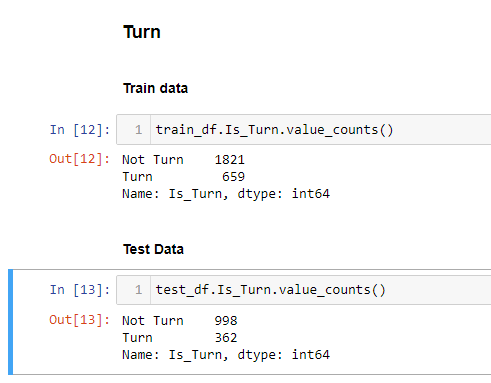 Turn
Train data
In [12]: 1 train_df.Is_Turn.value_counts()
Out[12]: Not Turn    1821
Turn         659
Name: Is_Turn, dtype: int64
Test Data
In [13]: 1 test_df.Is_Turn.value_counts()
Out[13]: Not Turn    998
Turn        362
Name: Is_Turn, dtype: int64